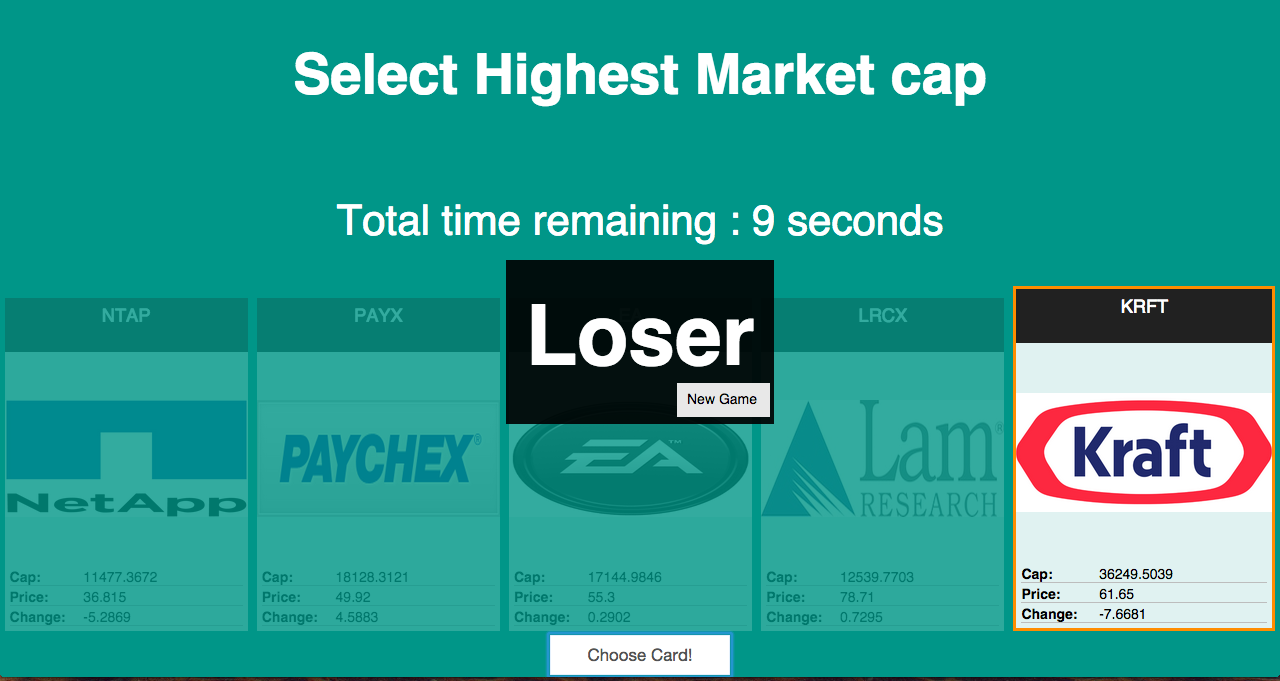 Select Highest Market cap
Total time remaining : 9 seconds
NTAP
PAYX
LRCX
KRFT
Loser
New Game
NetApp
PAYCHEX®
EA™
Lam®
RESEARCH
Kraft
Cap: 11477.3672
Price: 36.815
Change: -5.2869
Cap: 18128.3121
Price: 49.92
Change: 4.5883
Cap: 17144.9846
Price: 55.3
Change: 0.2902
Cap: 12539.7703
Price: 78.71
Change: 0.7295
Cap: 36249.5039
Price: 61.65
Change: -7.6681
Choose Card!